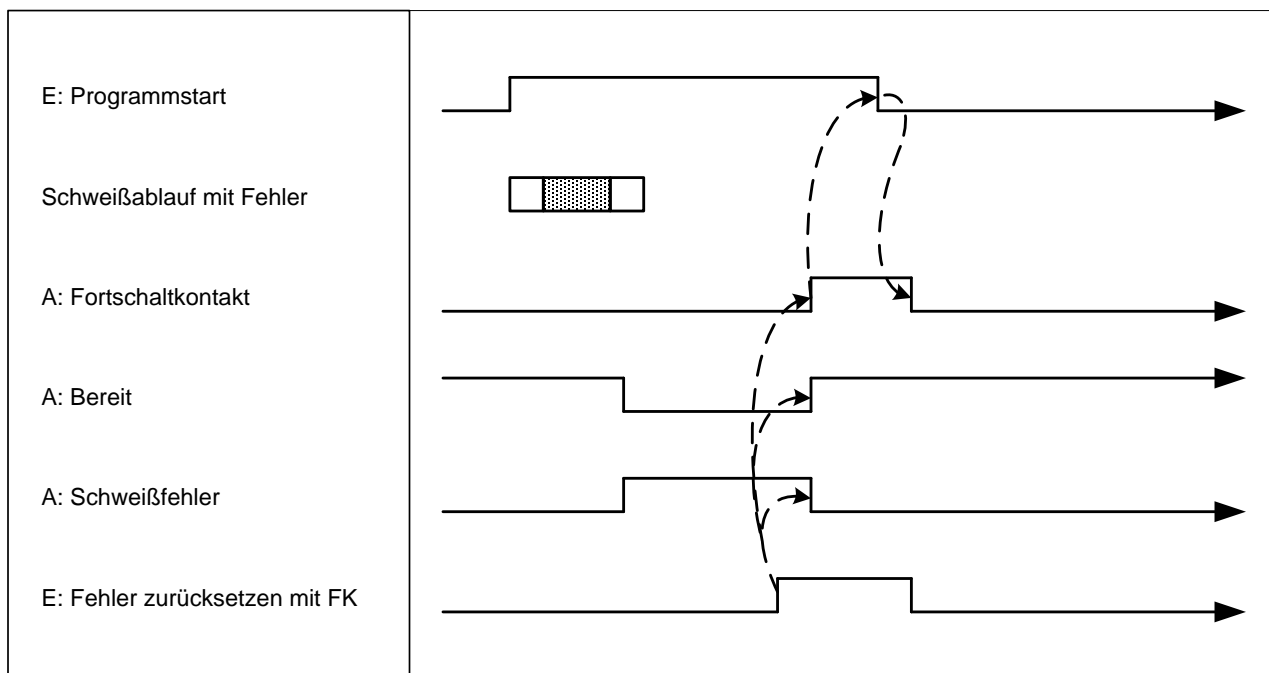 E: Programmstart
Schweißablauf mit Fehler
A: Fortschaltkontakt
A: Bereit
A: Schweißfehler
E: Fehler zurücksetzen mit FK